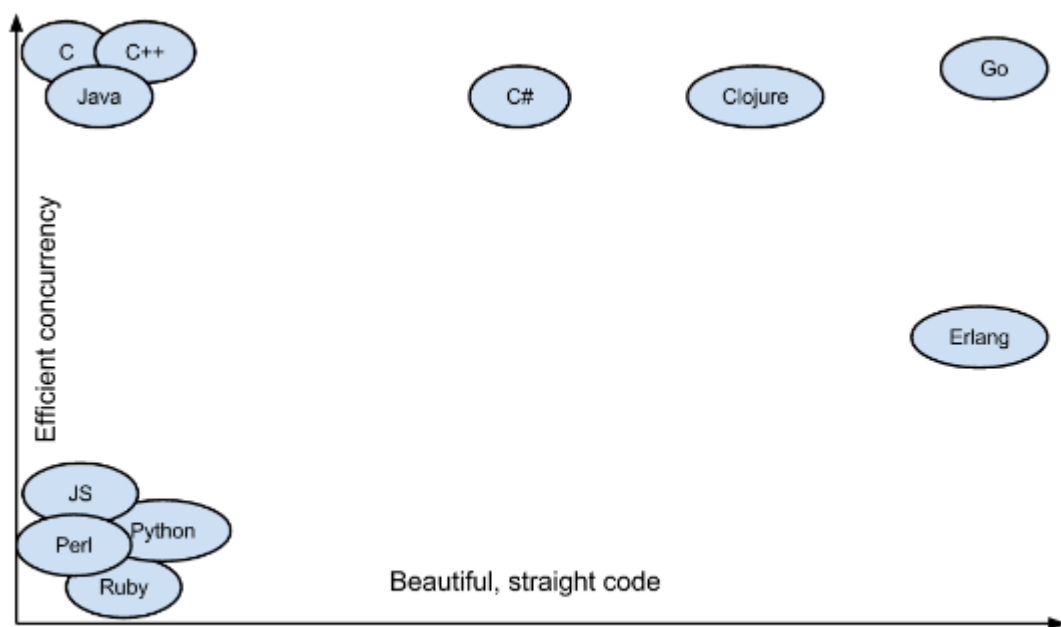 C
C++
Java
C#
Clojure
Go
Efficient concurrency
Erlang
JS
Python
Perl
Ruby
Beautiful, straight code